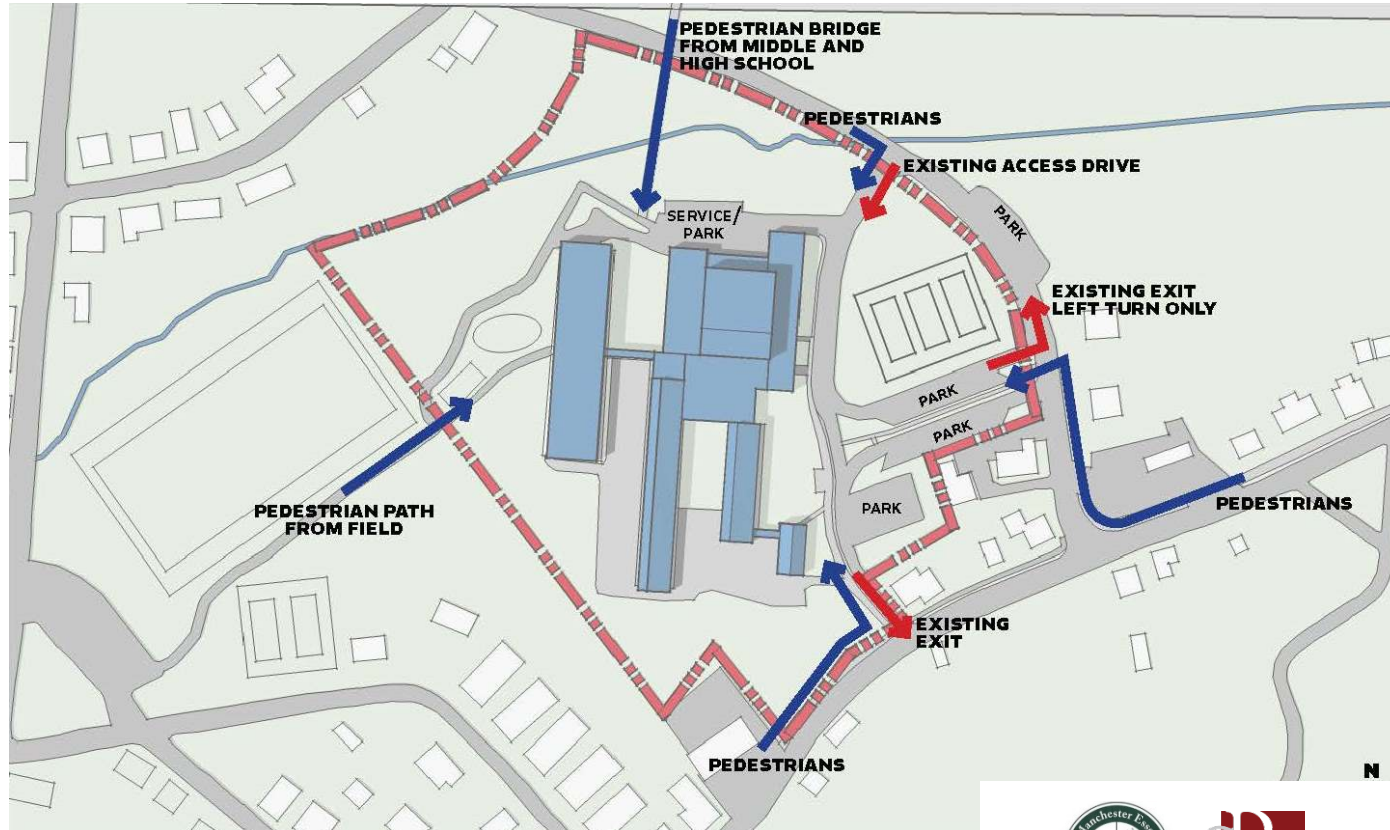 PEDESTRIAN BRIDGE
FROM MIDDLE AND
HIGH SCHOOL
PEDESTRIANS
EXISTING ACCESS DRIVE
SERVICE/
PARK
PARK
EXISTING EXIT
LEFT TURN ONLY
PARK
PARK
PARK
PEDESTRIANS
PEDESTRIAN PATH
FROM FIELD
EXISTING
EXIT
PEDESTRIANS
N
Manchester